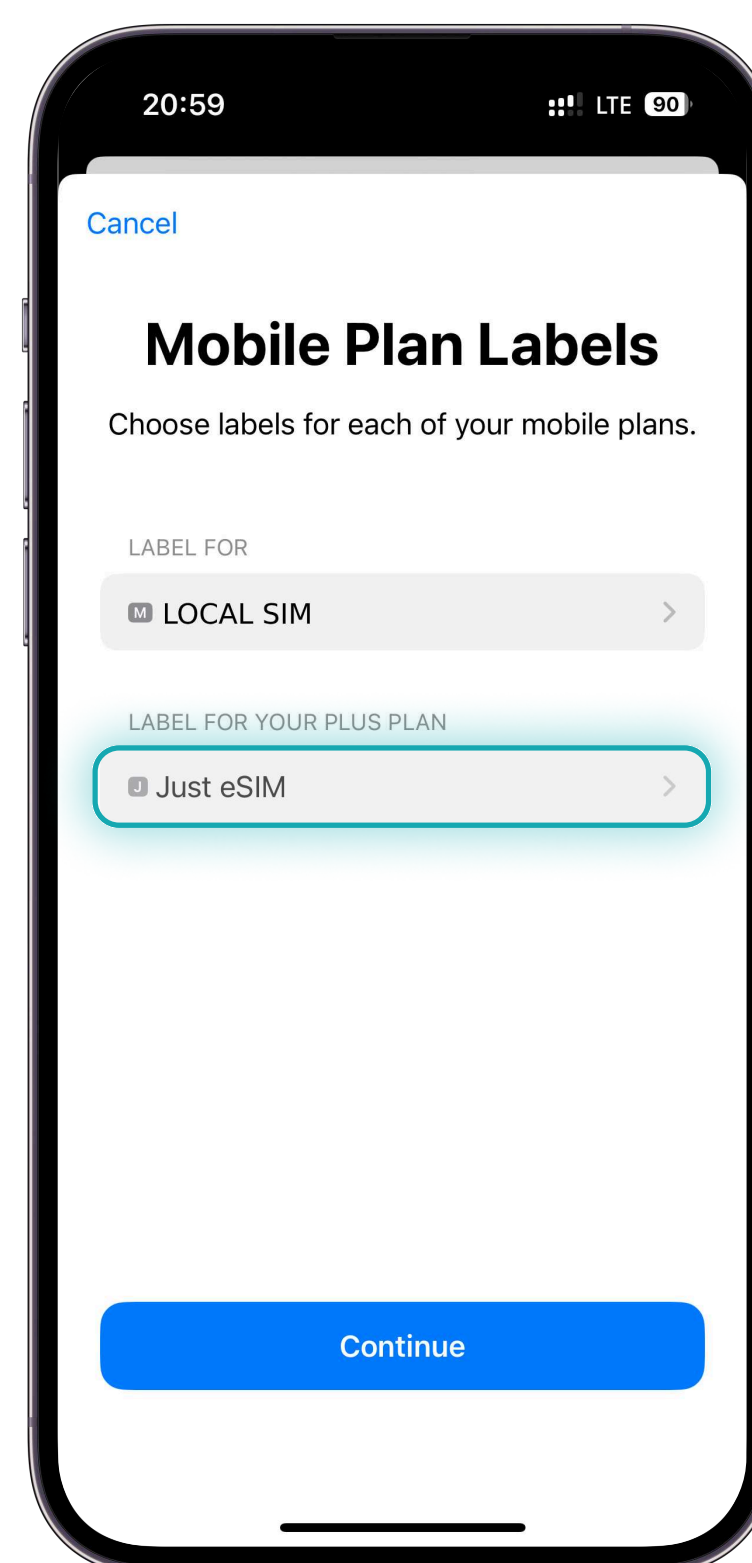 20:59
LTE 90
Cancel
Mobile Plan Labels
Choose labels for each of your mobile plans.
LABEL FOR
M LOCAL SIM
LABEL FOR YOUR PLUS PLAN
J Just eSIM
Continue